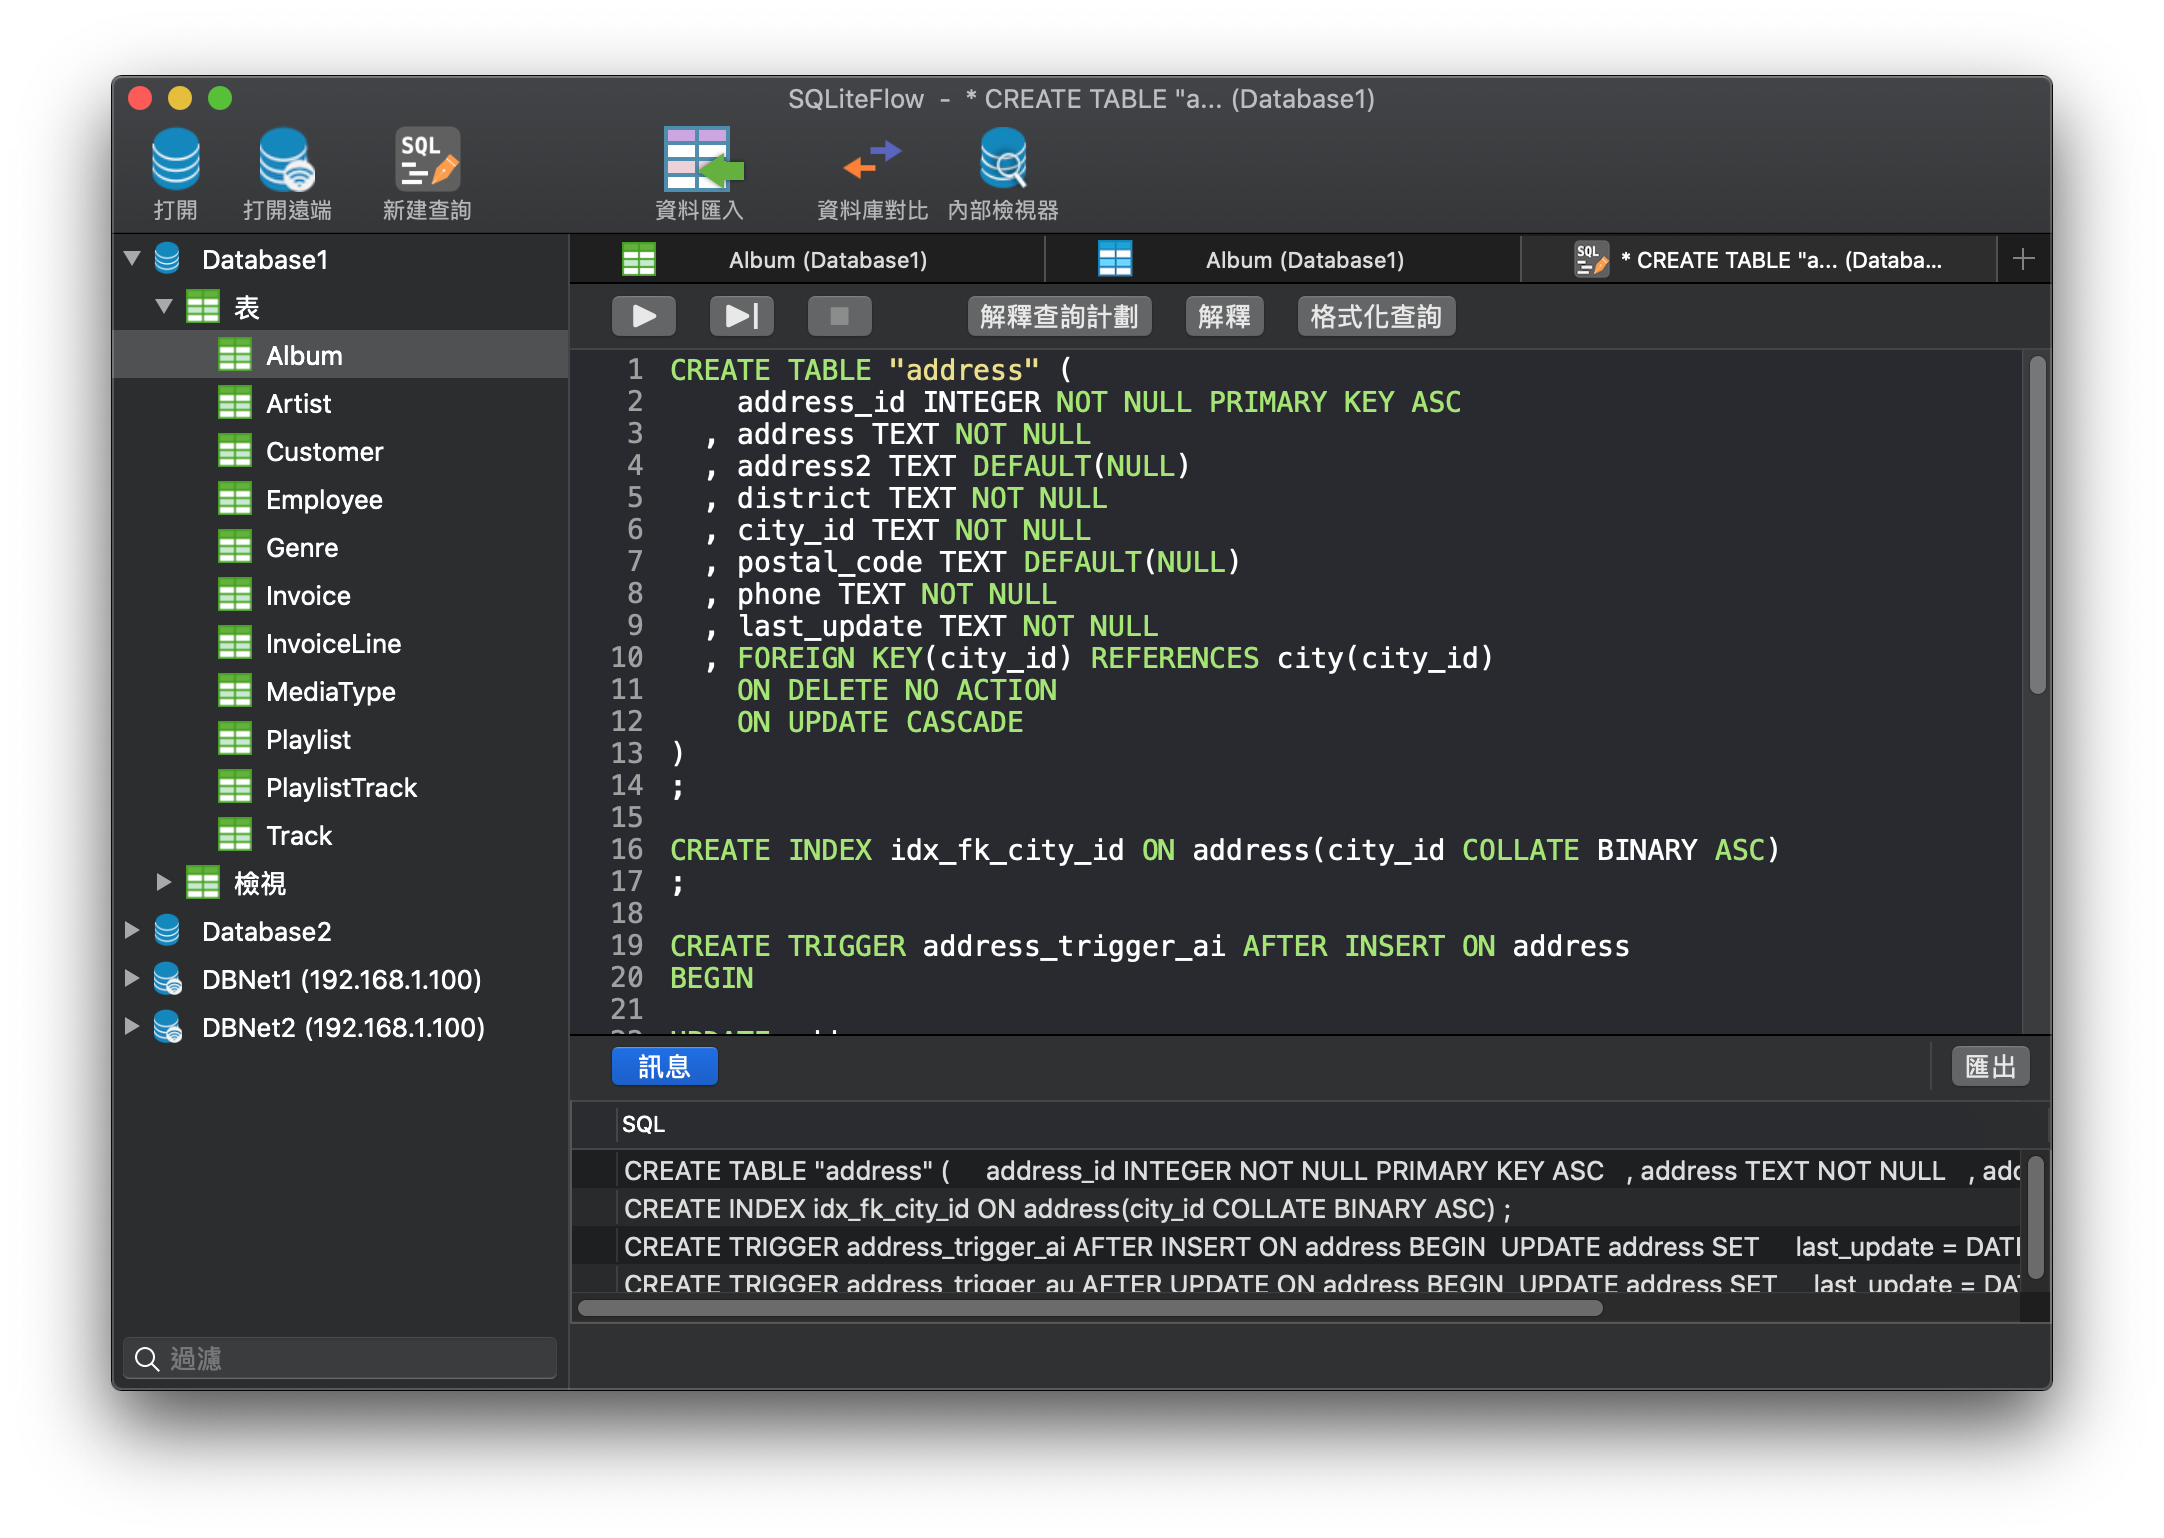 SQLiteFlow - * CREATE TABLE "a... (Database1)
打開
打開遠端
SQL
新建查詢
資料匯入
資料庫對比
內部檢視器
Database1
表
Album
Artist
Customer
Employee
Genre
Invoice
InvoiceLine
MediaType
Playlist
PlaylistTrack
Track
檢視
Database2
DBNet1 (192.168.1.100)
DBNet2 (192.168.1.100)
過濾
Album (Database1)
Album (Database1)
SQL * CREATE TABLE "a... (Databa...
解釋查詢計劃
解釋
格式化查詢
1 CREATE TABLE "address" (
2 address_id INTEGER NOT NULL PRIMARY KEY ASC
3 , address TEXT NOT NULL
4 , address2 TEXT DEFAULT(NULL)
5 , district TEXT NOT NULL
6 , city_id TEXT NOT NULL
7 , postal_code TEXT DEFAULT(NULL)
8 , phone TEXT NOT NULL
9 , last_update TEXT NOT NULL
10 , FOREIGN KEY(city_id) REFERENCES city(city_id)
11 ON DELETE NO ACTION
12 ON UPDATE CASCADE
13 )
14 ;
15
16 CREATE INDEX idx_fk_city_id ON address(city_id COLLATE BINARY ASC)
17 ;
18
19 CREATE TRIGGER address_trigger_ai AFTER INSERT ON address
20 BEGIN
21
訊息
匯出
SQL
CREATE TABLE "address" ( address_id INTEGER NOT NULL PRIMARY KEY ASC , address TEXT NOT NULL , add
CREATE INDEX idx_fk_city_id ON address(city_id COLLATE BINARY ASC) ;
CREATE TRIGGER address_trigger_ai AFTER INSERT ON address BEGIN UPDATE address SET last_update = DAT
CREATE TRIGGER address_trigger_au AFTER UPDATE ON address BEGIN UPDATE address SET last_update = DA